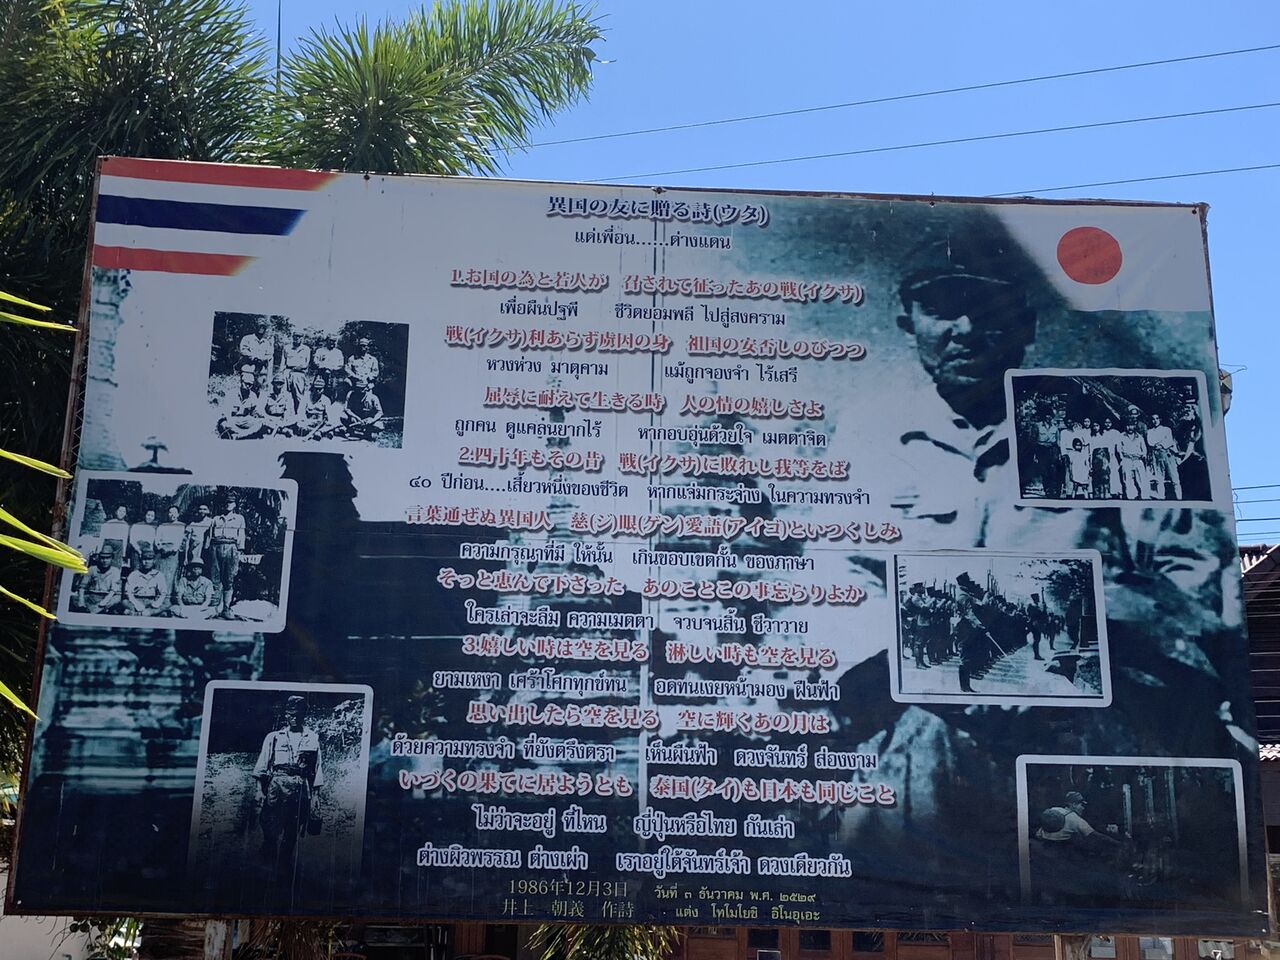 異国の友に贈る詩(ウタ)
แด่เพื่อน......ต่างแดน
1.お国の為と若人が　召されて征ったあの戦(イクサ)
เพื่อผืนปฐพี ชีวิตยอมพลี ไปสู่สงคราม
戦(イクサ)利あらず虜囚の身　祖国の安否しのびつつ
หวงห่วง มาตุคาม แม้ถูกจองจำ ไร้เสรี
屈辱に耐えて生きる時　人の情の嬉しさよ
ถูกคน ดูแคลนยากไร้ หากอบอุ่นด้วยใจ เมตตาจิต
2.四十年もその昔　戦(イクサ)に敗れし我等をば
๔๐ ปีก่อน....เสี้ยวหนึ่งของชีวิต หากแจ่มกระจ่าง ในความทรงจำ
言葉通ぜぬ異国人　慈(ジ)眼(ゲン)愛語(アイゴ)といつくしみ
ความกรุณาที่มี ให้นั้น เกินขอบเขตกั้น ของภาษา
そっと恵んで下さった　あのことこの事忘らりよか
ใครเล่าจะลืม ความเมตตา จวบจนสิ้น ชีวาวาย
3.嬉しい時は空を見る　淋しい時も空を見る
ยามเหงา เศร้าโศกทุกข์ทน อดทนเงยหน้ามอง ฝืนฟ้า
思い出したら空を見る　空に輝くあの月は
ด้วยความทรงจำ ที่ยังตรึงตรา เห็นผืนฟ้า ดวงจันทร์ ส่องงาม
いづくの果てに居ようとも　泰国(タイ)も日本も同じこと
ไม่ว่าจะอยู่ ที่ไหน ญี่ปุ่นหรือไทย กันเล่า
ต่างผิวพรรณ ต่างเผ่า เราอยู่ใต้จันทร์เจ้า ดวงเดียวกัน
1986年12月3日 วันที่ ๓ ธันวาคม พ.ศ. ๒๕๒๙
井上　朝義　作詩 แต่ง โทโมโยชิ อิโนอุเอะ